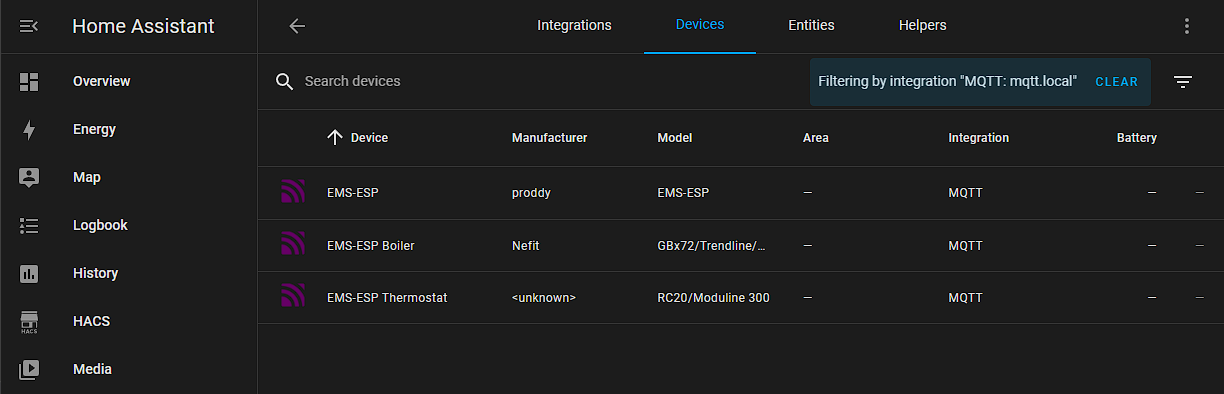 Home Assistant
Integrations Devices Entities Helpers
Overview
Search devices
Filtering by integration "MQTT: mqtt.local" CLEAR
Energy
Device Manufacturer Model Area Integration Battery
Map
EMS-ESP proddy EMS-ESP – MQTT – –
Logbook
EMS-ESP Boiler Nefit GBx72/Trendline/... – MQTT – –
History
EMS-ESP Thermostat <unknown> RC20/Moduline 300 – MQTT – –
HACS
HACS
Media